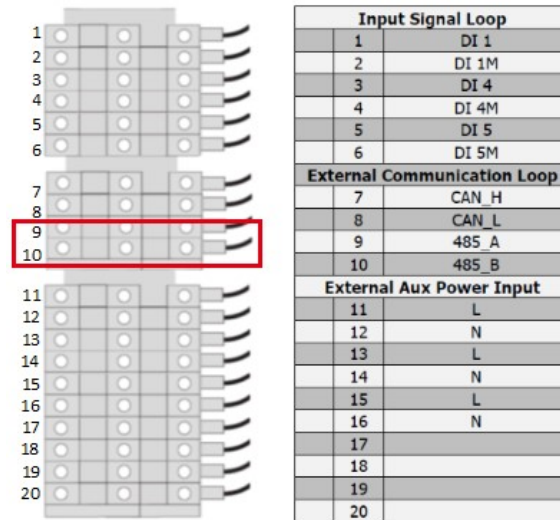 1
2
3
4
5
6
7
8
9
10
11
12
13
14
15
16
17
18
19
20
Input Signal Loop
1 DI 1
2 DI 1M
3 DI 4
4 DI 4M
5 DI 5
6 DI 5M
External Communication Loop
7 CAN_H
8 CAN_L
9 485_A
10 485_B
External Aux Power Input
11 L
12 N
13 L
14 N
15 L
16 N
17
18
19
20